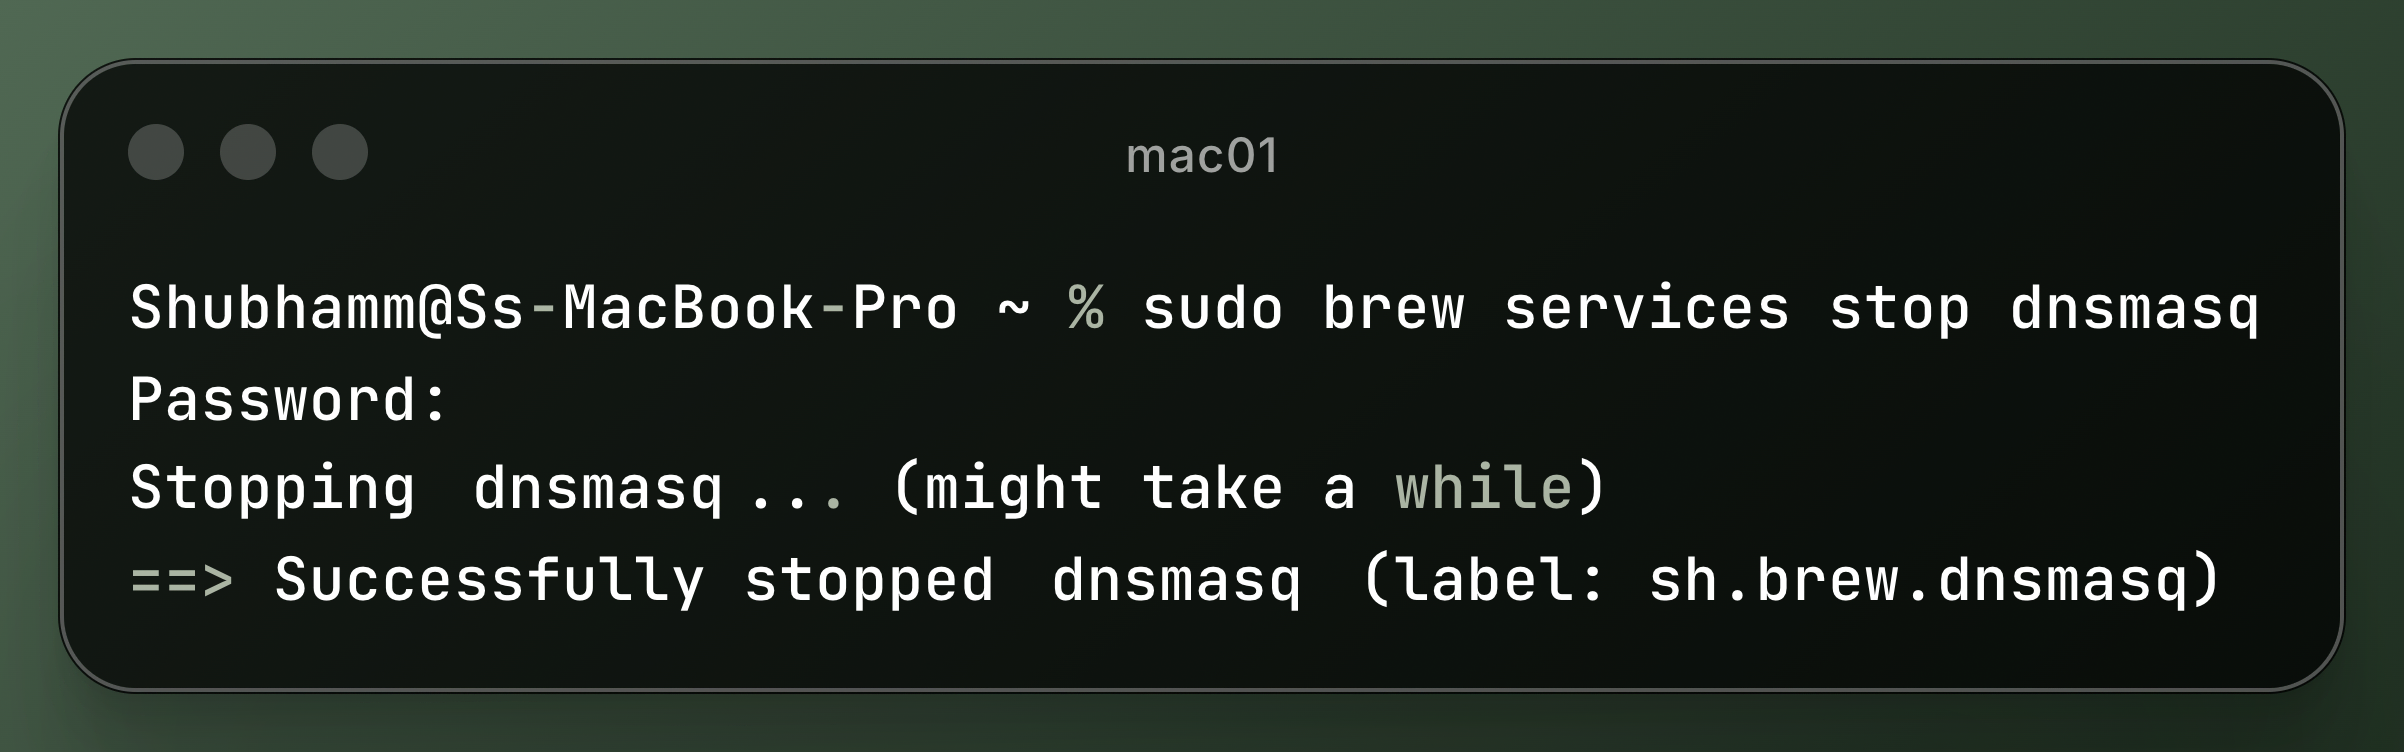 mac01
Shubhamm@Ss-MacBook-Pro ~ % sudo brew services stop dnsmasq
Password:
Stopping dnsmasq ... (might take a while)
==> Successfully stopped dnsmasq (label: sh.brew.dnsmasq)